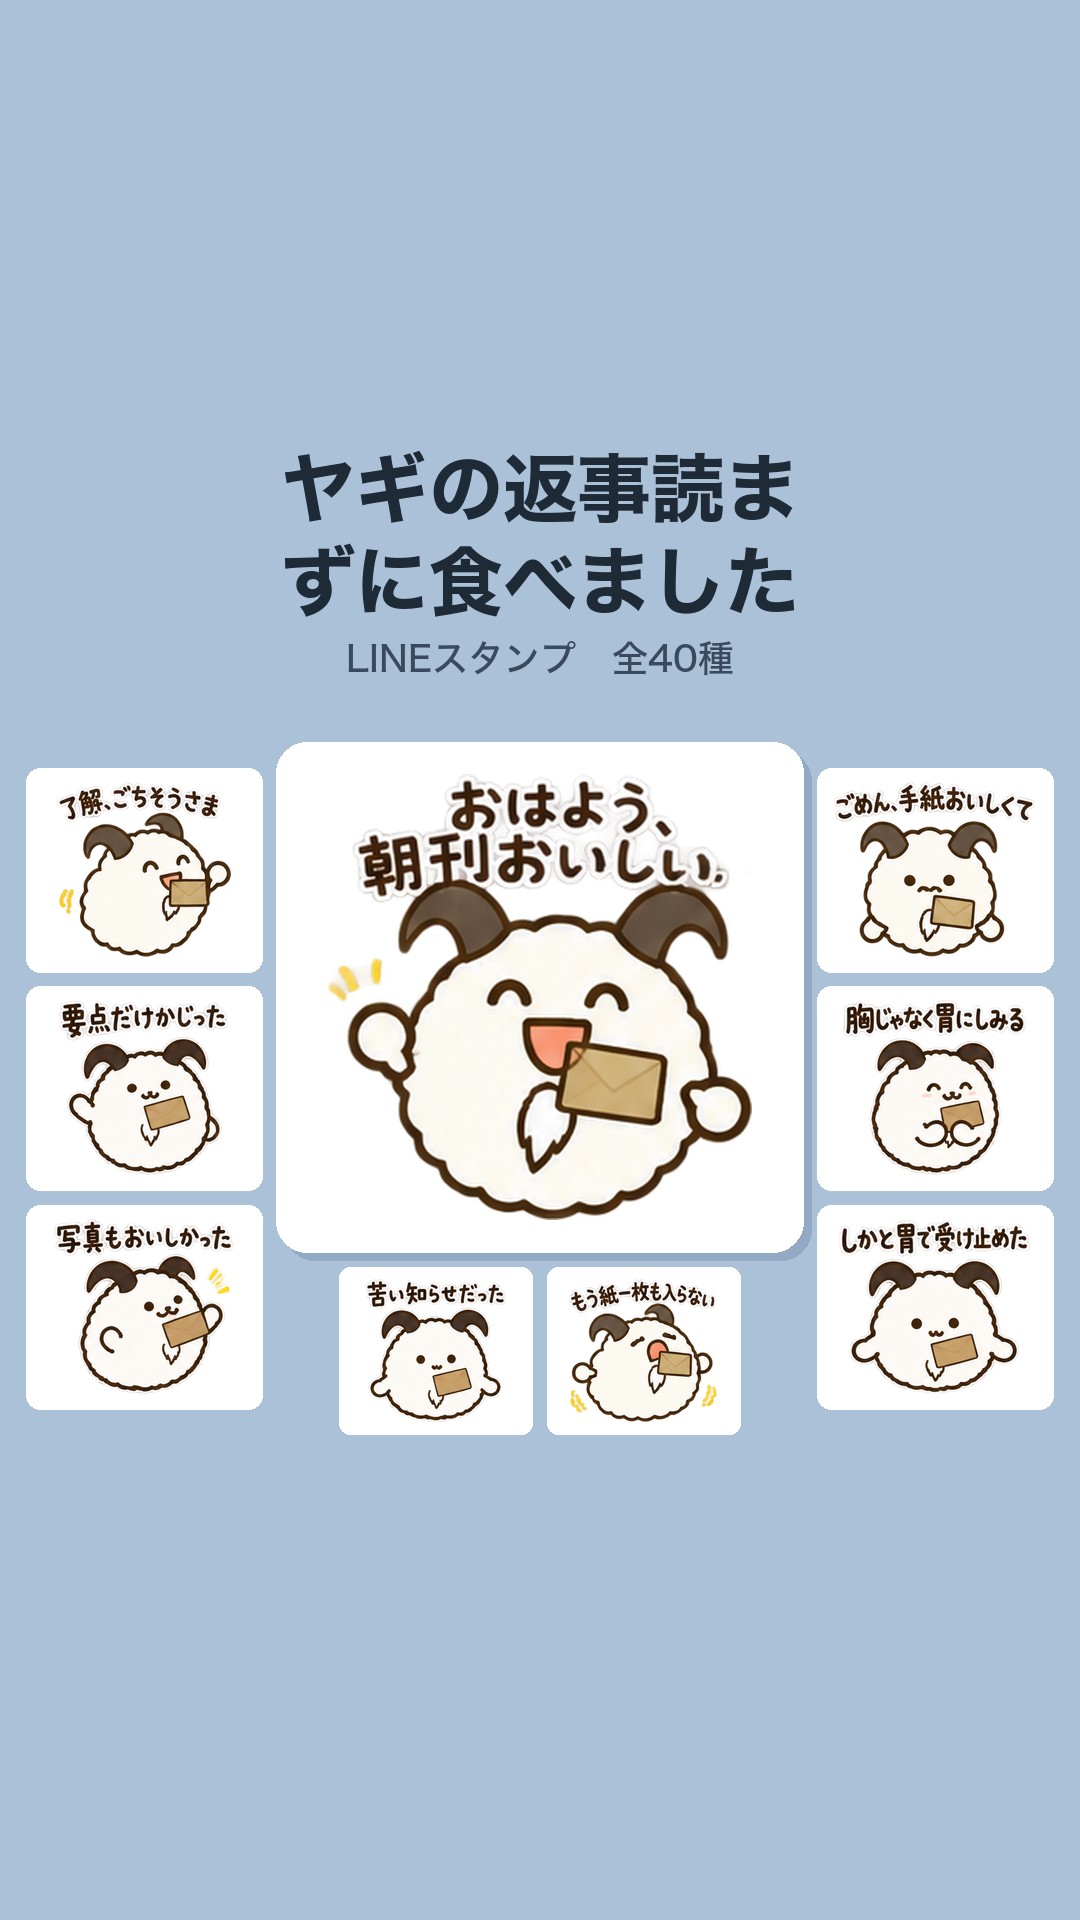 ヤギの返事読ま
ずに食べました
LINEスタンプ　全40種
了解、ごちそうさま
おはよう、
朝刊おいしい。
ごめん、手紙おいしくて
要点だけかじった
胸じゃなく胃にしみる
写真もおいしかった
しかと胃で受け止めた
苦い知らせだった
もう紙一枚も入らない